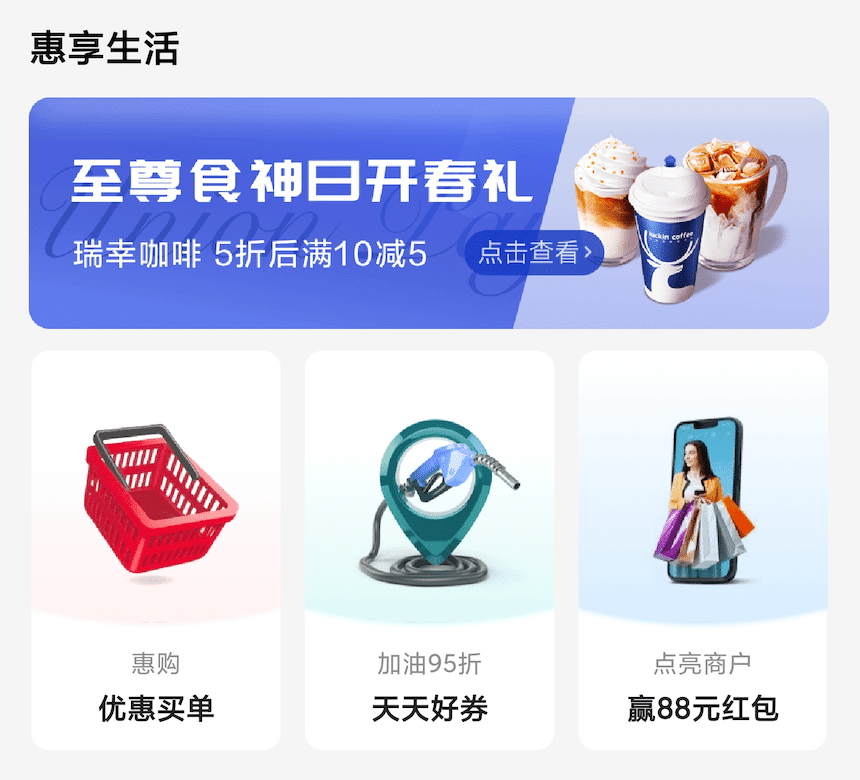 惠享生活
Union Pay
至尊食神日开春礼
瑞幸咖啡 5折后满10减5
点击查看›
luckin coffee
惠购
优惠买单
加油95折
天天好券
点亮商户
赢88元红包